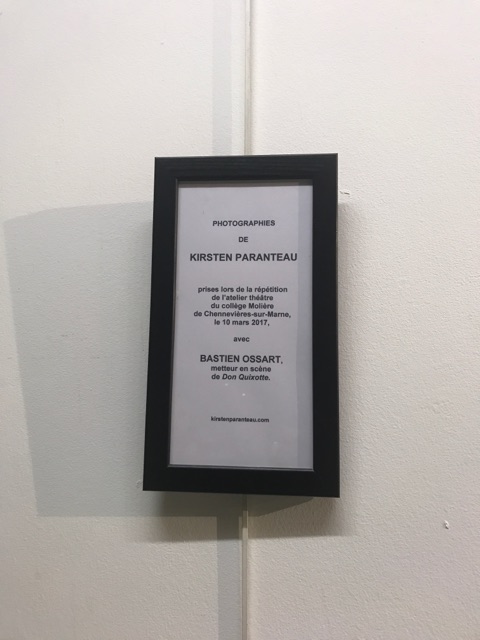 PHOTOGRAPHIES
DE
KIRSTEN PARANTEAU
prises lors de la répétition
de l'atelier théâtre
du collège Molière
de Chennevières-sur-Marne,
le 10 mars 2017,
avec
BASTIEN OSSART,
metteur en scène
de Don Quixotte.
kirstenparanteau.com